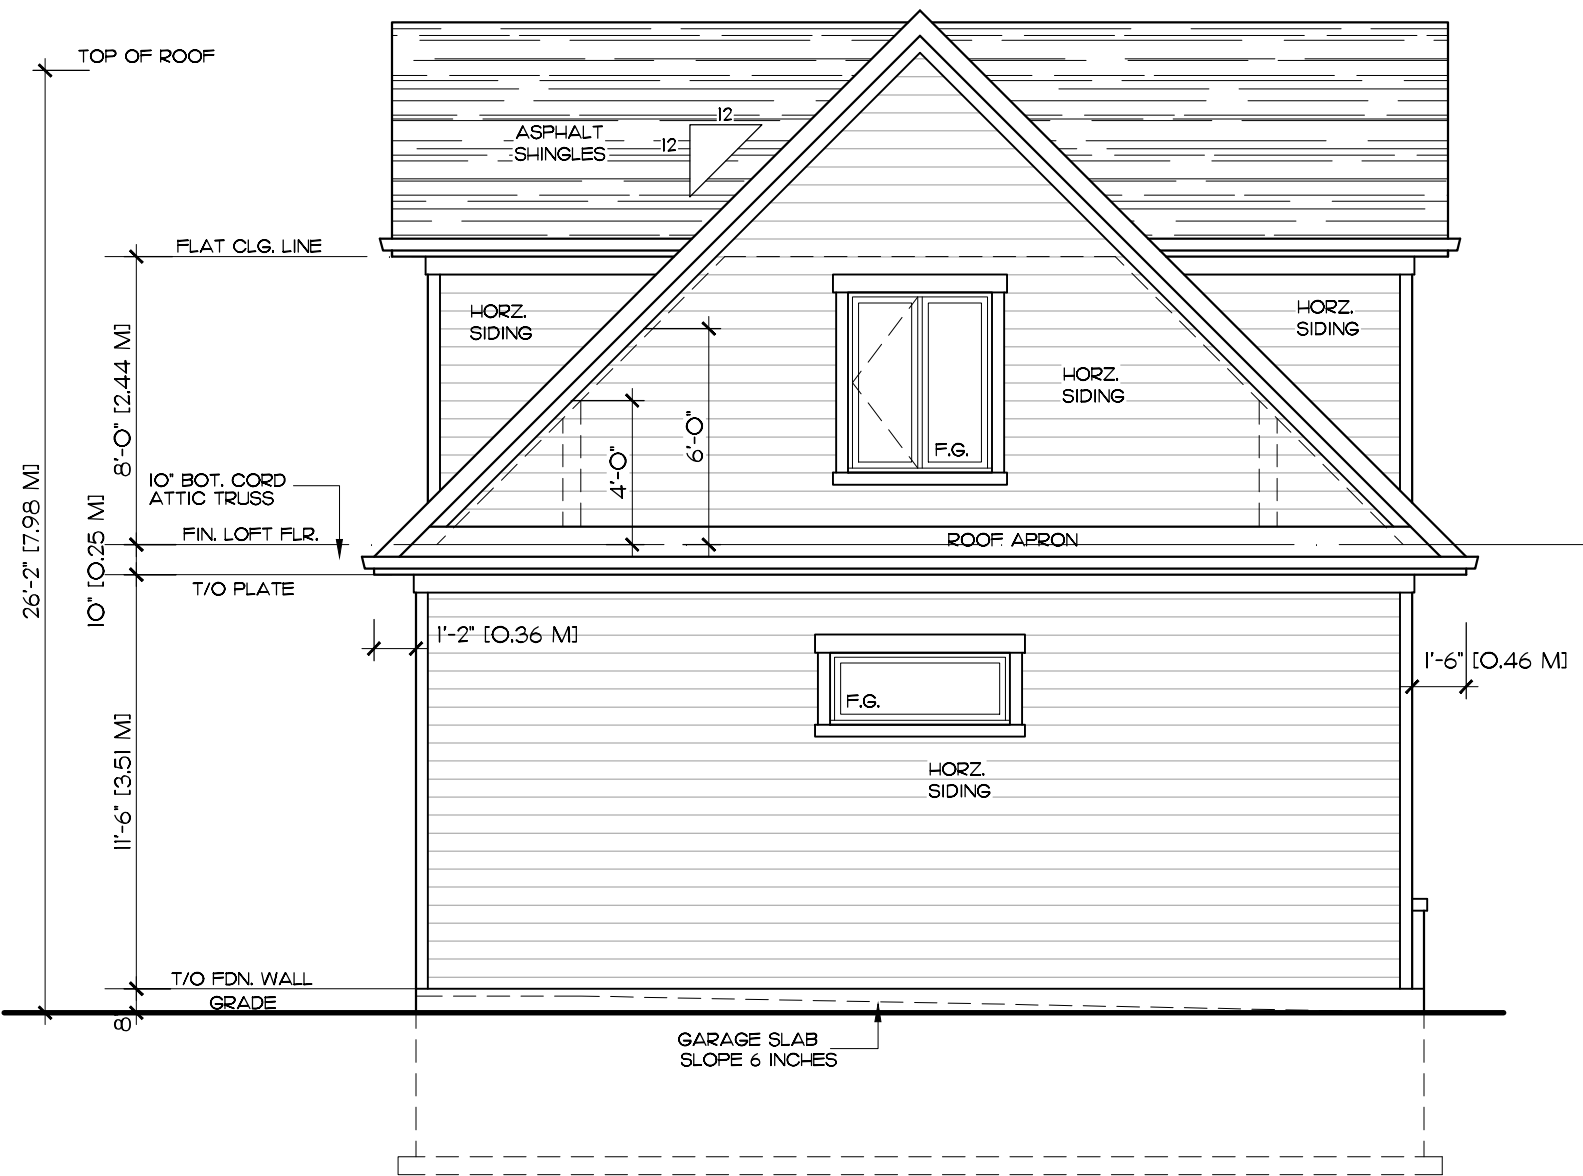 TOP OF ROOF
12
12
ASPHALT
SHINGLES
FLAT CLG. LINE
HORZ.
SIDING
HORZ.
SIDING
HORZ.
SIDING
8'-0" [2.44 M]
6'-0"
4'-0"
F.G.
26'-2" [7.98 M]
10" BOT. CORD
ATTIC TRUSS
10" [0.25 M]
FIN. LOFT FLR.
ROOF APRON
T/O PLATE
1'-2" [0.36 M]
1'-6" [0.46 M]
F.G.
11'-6" [3.51 M]
HORZ.
SIDING
T/O FDN. WALL
GRADE
8"
GARAGE SLAB
SLOPE 6 INCHES